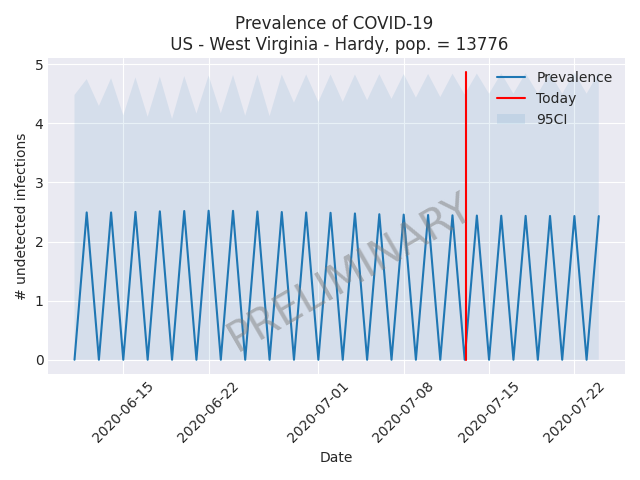 Prevalence of COVID-19
US - West Virginia - Hardy, pop. = 13776
# undetected infections
5
4
3
2
1
0
Prevalence
Today
95CI
PRELIMINARY
2020-06-15
2020-06-22
2020-07-01
2020-07-08
2020-07-15
2020-07-22
Date